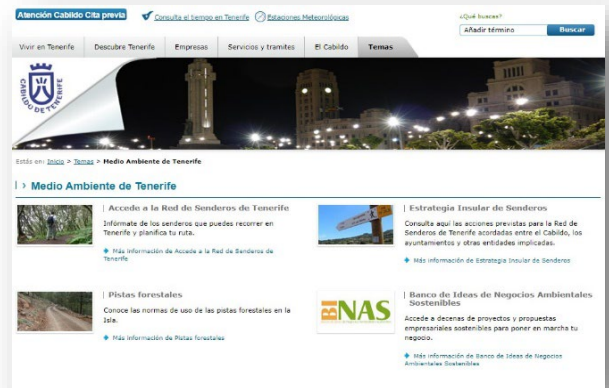 Atención Cabildo Cita previa
Consulta el tiempo en Tenerife
Estaciones Meteorológicas
¿Qué buscas?
Añadir término
Buscar
Vivir en Tenerife
Descubre Tenerife
Empresas
Servicios y tramites
El Cabildo
Temas
CABILDO DE TENERIFE
Estás en: Inicio > Temas > Medio Ambiente de Tenerife
| › Medio Ambiente de Tenerife
| Accede a la Red de Senderos de Tenerife
Infórmate de los senderos que puedes recorrer en
Tenerife y planifica tu ruta.
Más información de Accede a la Red de Senderos de
Tenerife
| Estrategia Insular de Senderos
Consulta aquí las acciones previstas para la Red de
Senderos de Tenerife acordadas entre el Cabildo, los
ayuntamientos y otras entidades implicadas.
Más información de Estrategia Insular de Senderos
| Pistas forestales
Conoce las normas de uso de las pistas forestales en la
Isla.
Más información de Pistas forestales
BINAS
| Banco de Ideas de Negocios Ambientales
Sostenibles
Accede a decenas de proyectos y propuestas
empresariales sostenibles para poner en marcha tu
negocio.
Más información de Banco de Ideas de Negocios
Ambientales Sostenibles